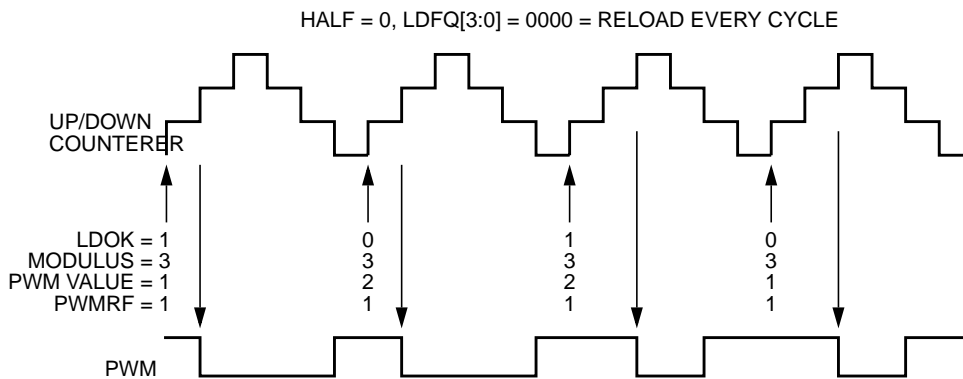 HALF = 0, LDFQ[3:0] = 0000 = RELOAD EVERY CYCLE
UP/DOWN
COUNTERER
LDOK = 1 0 1 0
MODULUS = 3 3 3 3
PWM VALUE = 1 2 2 1
PWMRF = 1 1 1 1
PWM